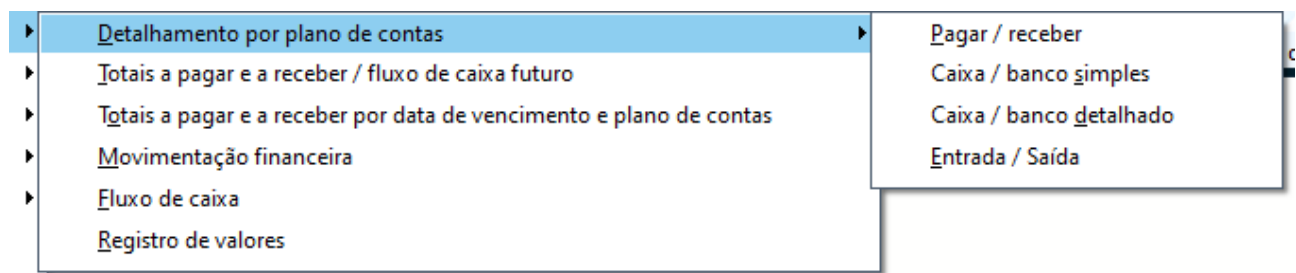 Detalhamento por plano de contas
Totais a pagar e a receber / fluxo de caixa futuro
Totais a pagar e a receber por data de vencimento e plano de contas
Movimentação financeira
Fluxo de caixa
Registro de valores
Pagar / receber
Caixa / banco simples
Caixa / banco detalhado
Entrada / Saída